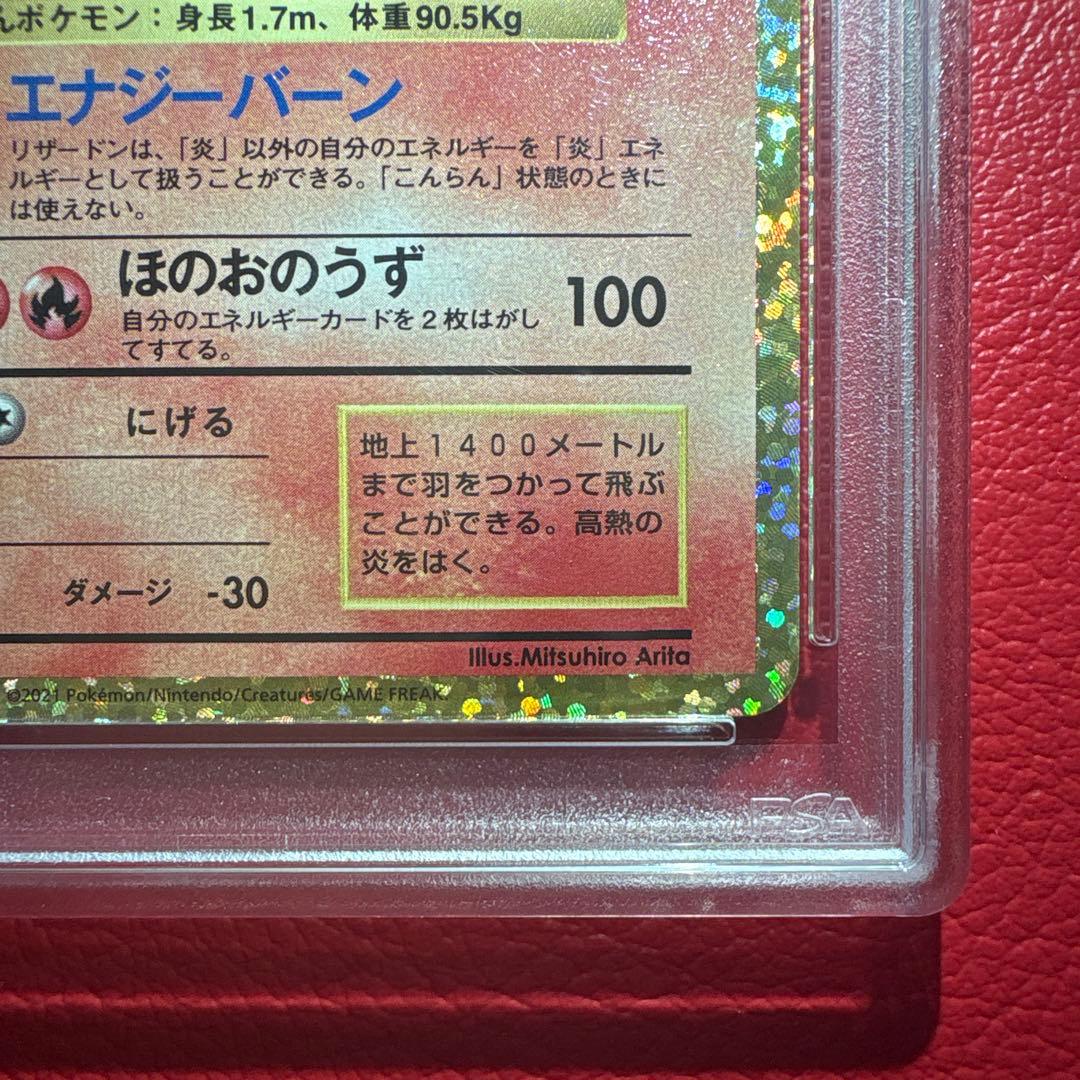 んポケモン：身長1.7m、体重90.5Kg
エナジーバーン
リザードンは、「炎」以外の自分のエネルギーを「炎」エネ
ルギーとして扱うことができる。「こんらん」状態のときに
は使えない。
ほのおのうず 100
自分のエネルギーカードを2枚はがし
てすてる。
にげる
地上1400メートル
まで羽をつかって飛ぶ
ことができる。高熱の
炎をはく。
ダメージ -30
Illus.Mitsuhiro Arita
©2021 Pokémon/Nintendo/Creatures/GAME FREAK
PSA